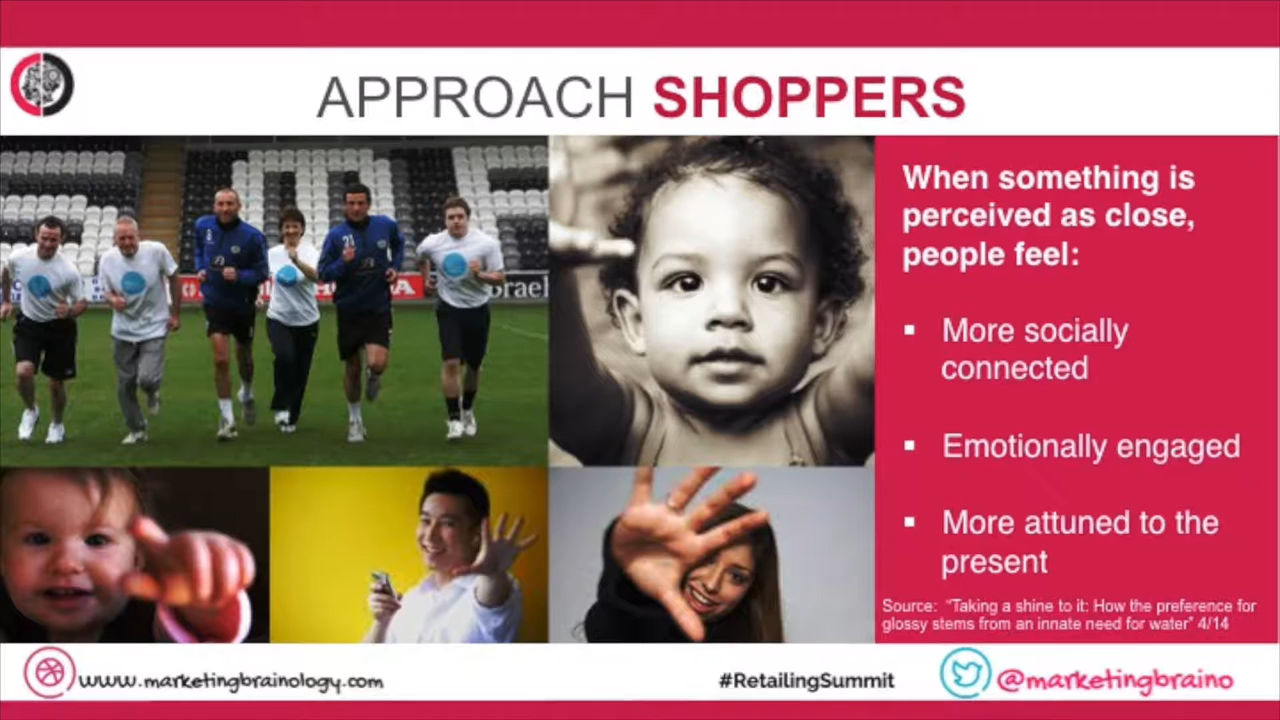 APPROACH SHOPPERS
When something is
perceived as close,
people feel:
▪ More socially
connected
▪ Emotionally engaged
▪ More attuned to the
present
Source: "Taking a shine to it: How the preference for
glossy stems from an innate need for water" 4/14
www.marketingbrainology.com
#RetailingSummit
@marketingbraino